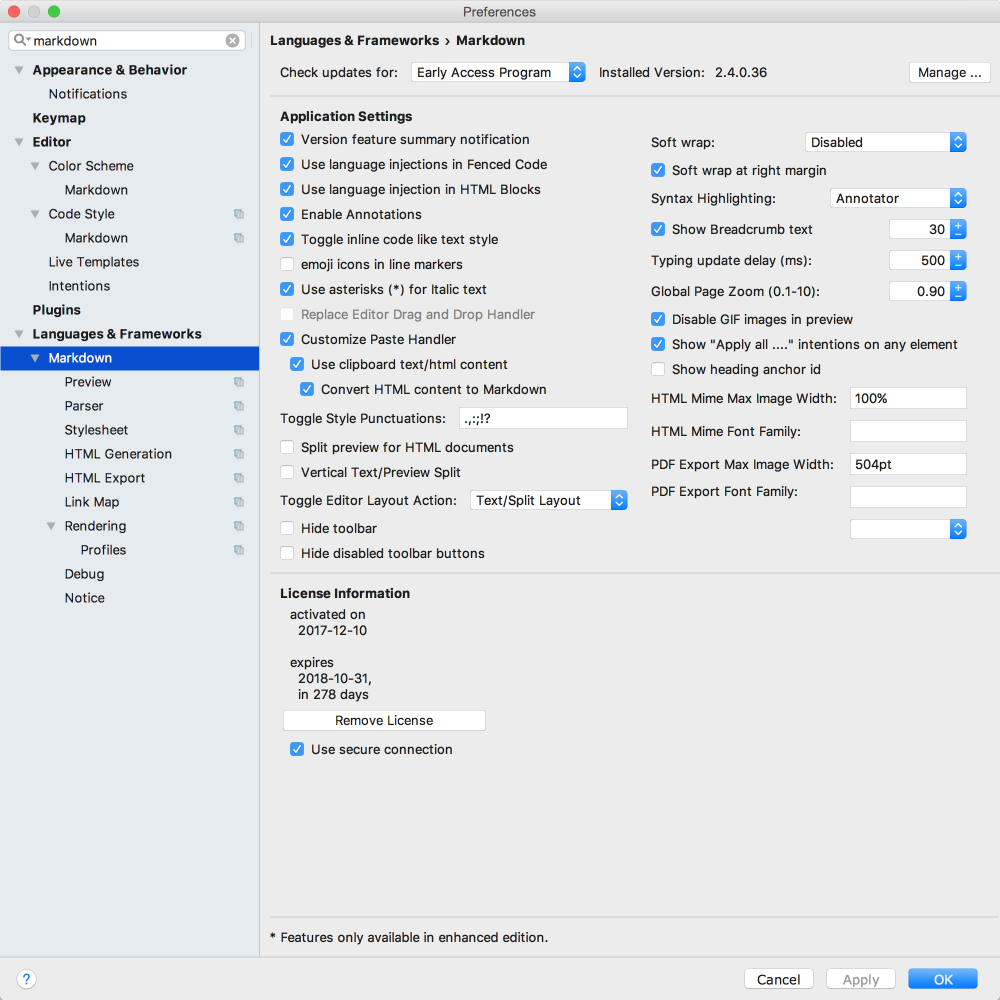 Preferences
markdown
Appearance & Behavior
Notifications
Keymap
Editor
Color Scheme
Markdown
Code Style
Markdown
Live Templates
Intentions
Plugins
Languages & Frameworks
Markdown
Preview
Parser
Stylesheet
HTML Generation
HTML Export
Link Map
Rendering
Profiles
Debug
Notice
Languages & Frameworks › Markdown
Check updates for: Early Access Program Installed Version: 2.4.0.36 Manage ...
Application Settings
Version feature summary notification
Use language injections in Fenced Code
Use language injection in HTML Blocks
Enable Annotations
Toggle inline code like text style
emoji icons in line markers
Use asterisks (*) for Italic text
Replace Editor Drag and Drop Handler
Customize Paste Handler
Use clipboard text/html content
Convert HTML content to Markdown
Toggle Style Punctuations: .,:;!?
Split preview for HTML documents
Vertical Text/Preview Split
Toggle Editor Layout Action: Text/Split Layout
Hide toolbar
Hide disabled toolbar buttons
Soft wrap: Disabled
Soft wrap at right margin
Syntax Highlighting: Annotator
Show Breadcrumb text 30
Typing update delay (ms): 500
Global Page Zoom (0.1-10): 0.90
Disable GIF images in preview
Show "Apply all ...." intentions on any element
Show heading anchor id
HTML Mime Max Image Width: 100%
HTML Mime Font Family:
PDF Export Max Image Width: 504pt
PDF Export Font Family:
License Information
activated on
2017-12-10
expires
2018-10-31,
in 278 days
Remove License
Use secure connection
* Features only available in enhanced edition.
? Cancel Apply OK